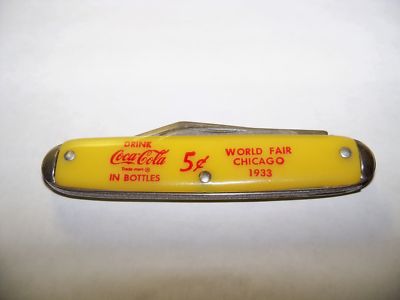 DRINK
Coca-Cola
Trade-mark ®
IN BOTTLES
5¢
WORLD FAIR
CHICAGO
1933